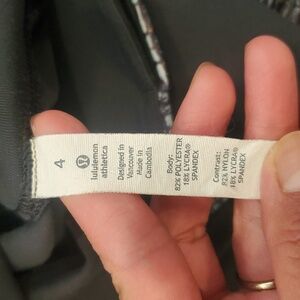 4
lululemon
athletica
Designed in
Vancouver
Made in
Cambodia
Body:
82% POLYESTER
18% LYCRA®
SPANDEX
Contrast:
82% NYLON
18% LYCRA®
SPANDEX